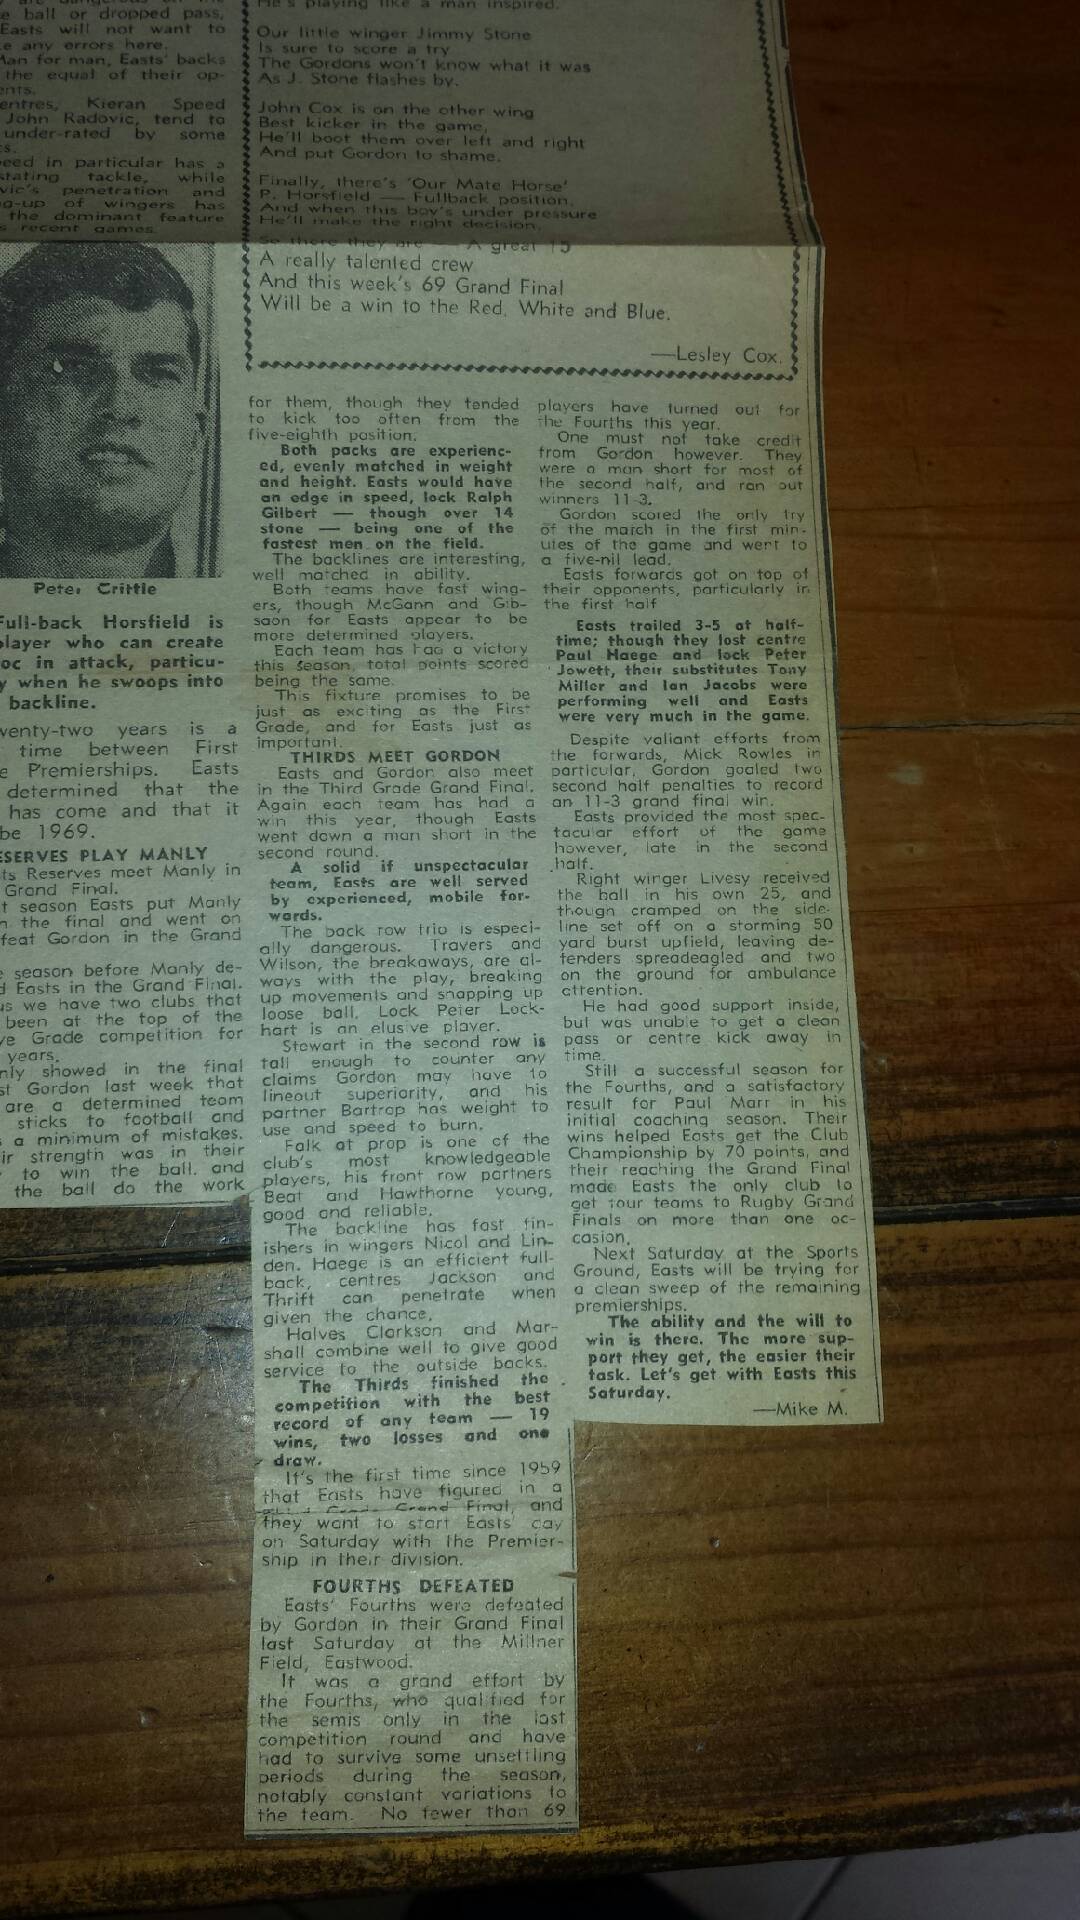 e ball or dropped pass,
Easts will not want to
e any errors here.
Man for man, Easts' backs
the equal of their op-
ents.
entres, Kieran Speed
John Radovic, tend to
under-rated by some
s.
eed in particular has a
stating tackle, while
vic's penetration and
ng-up of wingers has
the dominant feature
s recent games.
Peter Crittle
Full-back Horsfield is
player who can create
oc in attack, particu-
y when he swoops into
backline.
wenty-two years is a
time between First
e Premierships. Easts
determined that the
has come and that it
be 1969.
ESERVES PLAY MANLY
ts Reserves meet Manly in
Grand Final.
t season Easts put Manly
n the final and went on
feat Gordon in the Grand
e season before Manly de-
d Easts in the Grand Final.
us we have two clubs that
been at the top of the
ve Grade competition for
years.
nly showed in the final
st Gordon last week that
are a determined team
sticks to football and
s a minimum of mistakes.
ir strength was in their
to win the ball. and
the ball do the work
He's playing like a man inspired.
Our little winger Jimmy Stone
Is sure to score a try
The Gordons won't know what it was
As J. Stone flashes by.
John Cox is on the other wing
Best kicker in the game,
He'll boot them over left and right
And put Gordon to shame.
Finally, there's 'Our Mate Horse'
P. Horsfield — Fullback position.
And when this boy's under pressure
He'll make the right decision.
So there they are — A great 15
A really talented crew
And this week's 69 Grand Final
Will be a win to the Red, White and Blue.
—Lesley Cox.
for them, though they tended
to kick too often from the
five-eighth position.
Both packs are experienc-
ed, evenly matched in weight
and height. Easts would have
an edge in speed, lock Ralph
Gilbert — though over 14
stone — being one of the
fastest men on the field.
The backlines are interesting,
well matched in ability.
Both teams have fast wing-
ers, though McGann and Gib-
soon for Easts appear to be
more determined players.
Each team has had a victory
this season, total points scored
being the same.
This fixture promises to be
just as exciting as the First
Grade, and for Easts just as
important.
THIRDS MEET GORDON
Easts and Gordon also meet
in the Third Grade Grand Final.
Again each team has had a
win this year, though Easts
went down a man short in the
second round.
A solid if unspectacular
team, Easts are well served
by experienced, mobile for-
wards.
The back row trio is especi-
ally dangerous. Travers and
Wilson, the breakaways, are al-
ways with the play, breaking
up movements and snapping up
loose ball. Lock Peter Lock-
hart is an elusive player.
Stewart in the second row is
tall enough to counter any
claims Gordon may have to
lineout superiority, and his
partner Bartrop has weight to
use and speed to burn.
Falk at prop is one of the
club's most knowledgeable
players, his front row partners
Beat and Hawthorne young,
good and reliable.
The backline has fast fin-
ishers in wingers Nicol and Lin-
den. Haege is an efficient full-
back, centres Jackson and
Thrift can penetrate when
given the chance.
Halves Clarkson and Mar-
shall combine well to give good
service to the outside backs.
The Thirds finished the
competition with the best
record of any team — 19
wins, two losses and one
draw.
It's the first time since 1959
that Easts have figured in a
Grade Grand Final, and
they want to start Easts' day
on Saturday with the Premier-
ship in their division.
FOURTHS DEFEATED
Easts' Fourths were defeated
by Gordon in their Grand Final
last Saturday at the Millner
Field, Eastwood.
It was a grand effort by
the Fourths, who qualified for
the semis only in the last
competition round and have
had to survive some unsettling
periods during the season,
notably constant variations to
the team. No fewer than 69
players have turned out for
the Fourths this year.
One must not take credit
from Gordon however. They
were a man short for most of
the second half, and ran out
winners 11-3.
Gordon scored the only try
of the match in the first min-
utes of the game and went to
a five-nil lead.
Easts forwards got on top of
their opponents, particularly in
the first half
Easts trailed 3-5 at half-
time; though they lost centre
Paul Haege and lock Peter
Jowett, their substitutes Tony
Miller and Ian Jacobs were
performing well and Easts
were very much in the game.
Despite valiant efforts from
the forwards, Mick Rowles in
particular, Gordon goaled two
second half penalties to record
an 11-3 grand final win.
Easts provided the most spec-
tacular effort of the game
however, late in the second
half.
Right winger Livesy received
the ball in his own 25, and
though cramped on the side-
line set off on a storming 50
yard burst upfield, leaving de-
fenders spreadeagled and two
on the ground for ambulance
attention.
He had good support inside,
but was unable to get a clean
pass or centre kick away in
time.
Still a successful season for
the Fourths, and a satisfactory
result for Paul Marr in his
initial coaching season. Their
wins helped Easts get the Club
Championship by 70 points, and
their reaching the Grand Final
made Easts the only club to
get four teams to Rugby Grand
Finals on more than one oc-
casion.
Next Saturday at the Sports
Ground, Easts will be trying for
a clean sweep of the remaining
premierships.
The ability and the will to
win is there. The more sup-
port they get, the easier their
task. Let's get with Easts this
Saturday.
—Mike M.